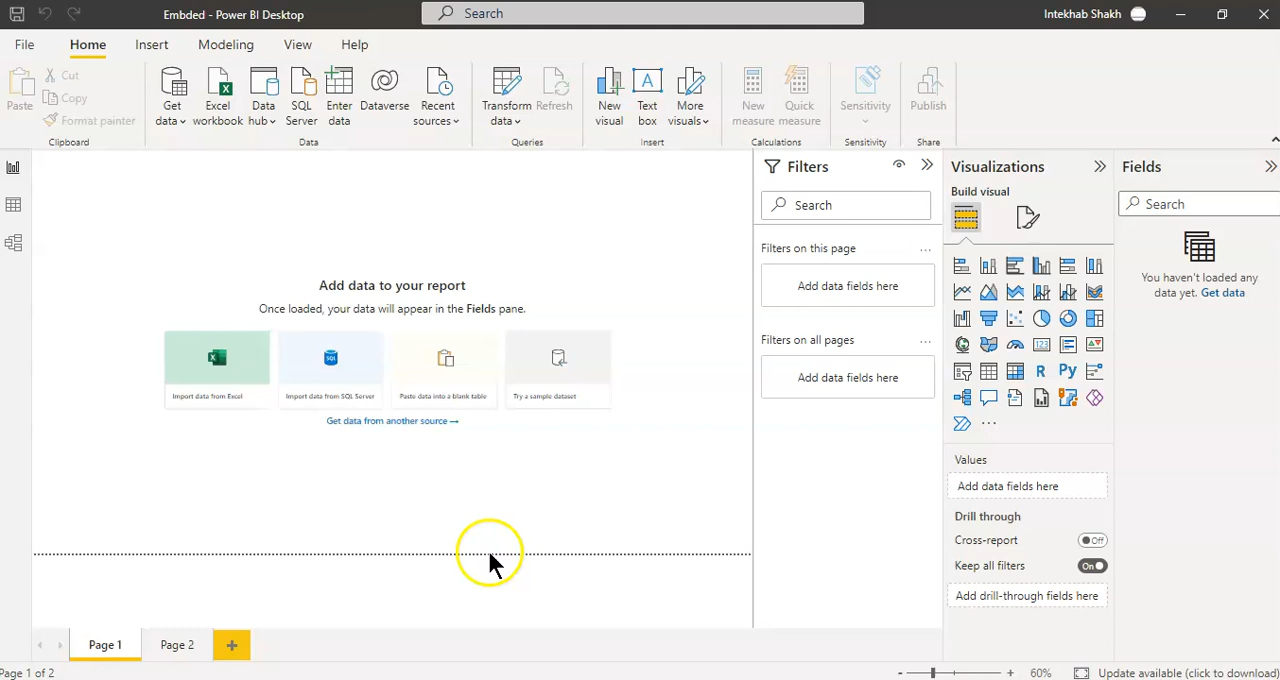 Embded - Power BI Desktop
Search
Intekhab Shakh
File
Home
Insert
Modeling
View
Help
Paste
Cut
Copy
Format painter
Clipboard
Get data
Excel workbook
Data hub
SQL Server
Enter data
Dataverse
Recent sources
Data
Transform data
Refresh
Queries
New visual
Text box
More visuals
Insert
New measure
Quick measure
Calculations
Sensitivity
Sensitivity
Publish
Share
Add data to your report
Once loaded, your data will appear in the Fields pane.
Import data from Excel
Import data from SQL Server
Paste data into a blank table
Try a sample dataset
Get data from another source →
Filters
Search
Filters on this page
...
Add data fields here
Filters on all pages
...
Add data fields here
Visualizations
Build visual
R
Py
...
Values
Add data fields here
Drill through
Cross-report
Off
Keep all filters
On
Add drill-through fields here
Fields
Search
You haven't loaded any
data yet. Get data
Page 1
Page 2
+
Page 1 of 2
- +
60%
Update available (click to download)